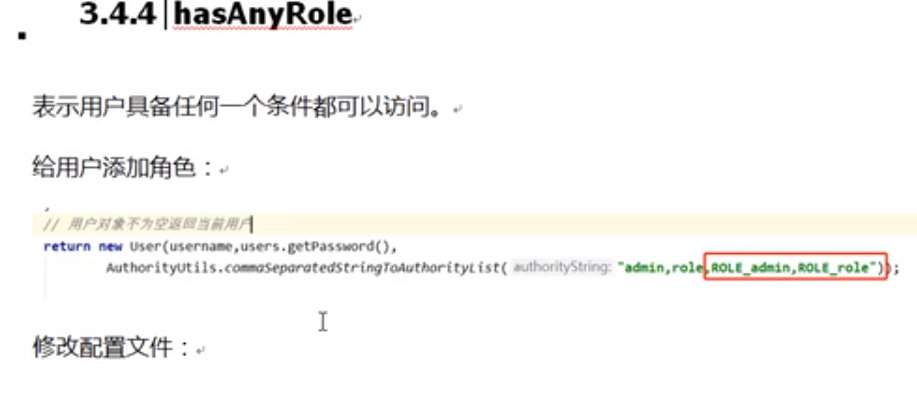 3.4.4 hasAnyRole
表示用户具备任何一个条件都可以访问。
给用户添加角色：
// 用户对象不为空返回当前用户
return new User(username,users.getPassword(),
AuthorityUtils.commaSeparatedStringToAuthorityList( authorityString: "admin,role,ROLE_admin,ROLE_role"));
修改配置文件：